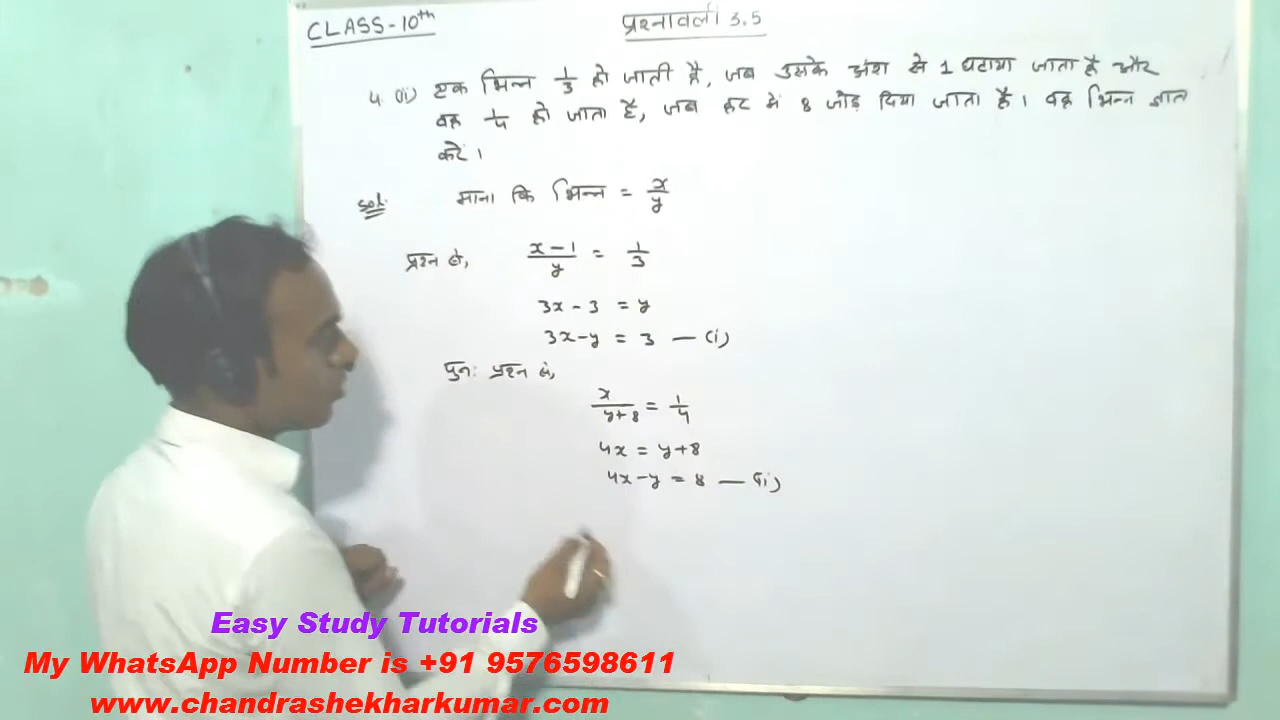 CLASS-10th
प्रश्नावली 3.5
4. (ii) एक भिन्न 1/3 हो जाती है, जब उसके अंश से 1 घटाया जाता है और
वह 1/4 हो जाता है, जब हर में 8 जोड़ दिया जाता है। वह भिन्न ज्ञात
करें।
Sol. माना कि भिन्न = x/y
प्रश्न से, (x-1)/y = 1/3
3x - 3 = y
3x-y = 3 — (i)
पुनः प्रश्न से,
x/(y+8) = 1/4
4x = y+8
4x-y = 8 — (ii)
Easy Study Tutorials
My WhatsApp Number is +91 9576598611
www.chandrashekharkumar.com